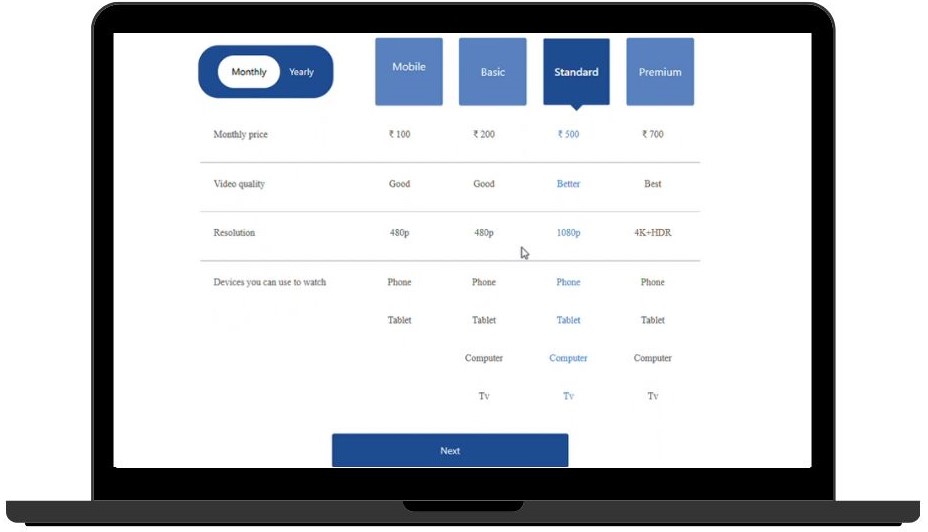 Monthly Yearly Mobile Basic Standard Premium
Monthly price ₹ 100 ₹ 200 ₹ 500 ₹ 700
Video quality Good Good Better Best
Resolution 480p 480p 1080p 4K+HDR
Devices you can use to watch Phone Phone Phone Phone
Tablet Tablet Tablet Tablet
Computer Computer Computer
Tv Tv Tv
Next